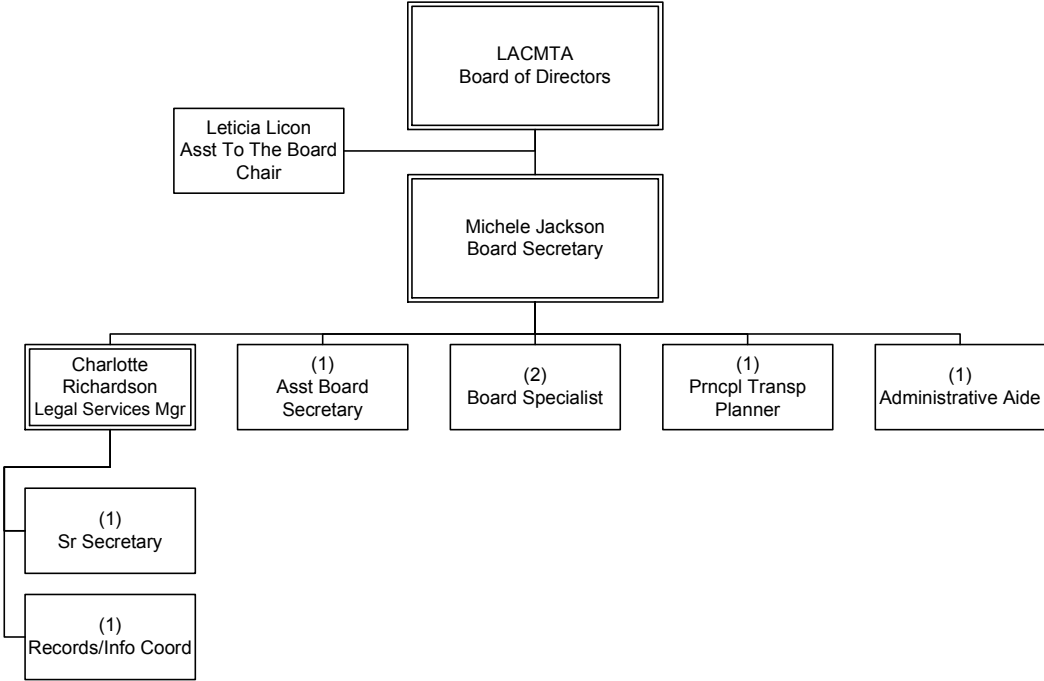 LACMTA
Board of Directors
Leticia Licon
Asst To The Board
Chair
Michele Jackson
Board Secretary
Charlotte
Richardson
Legal Services Mgr
(1)
Asst Board
Secretary
(2)
Board Specialist
(1)
Prncpl Transp
Planner
(1)
Administrative Aide
(1)
Sr Secretary
(1)
Records/Info Coord